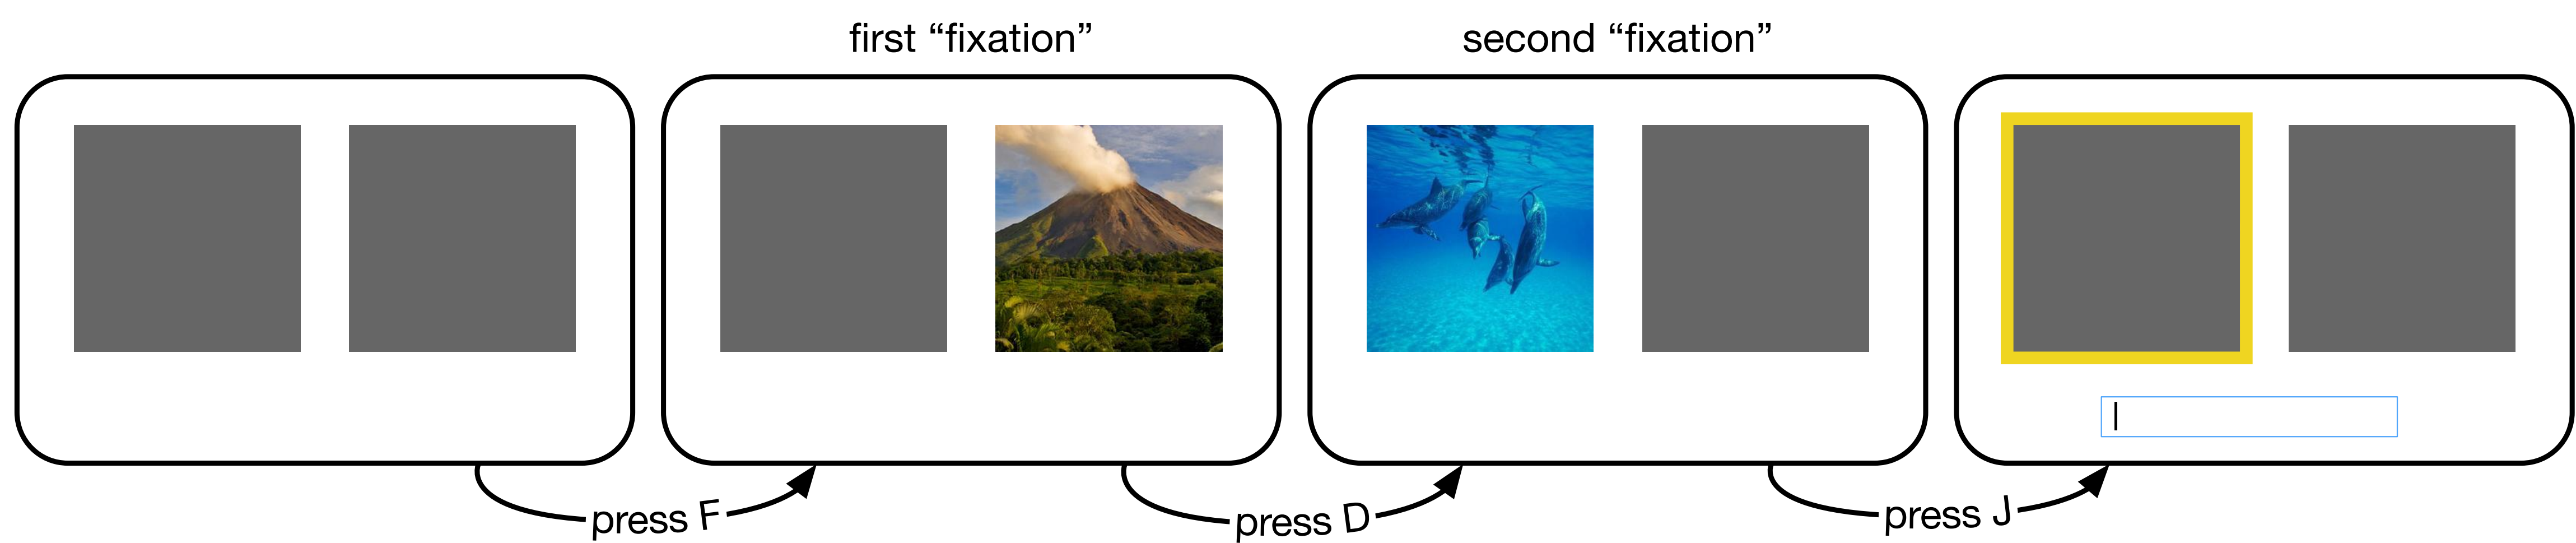 first “fixation”
second “fixation”
press F
press D
press J